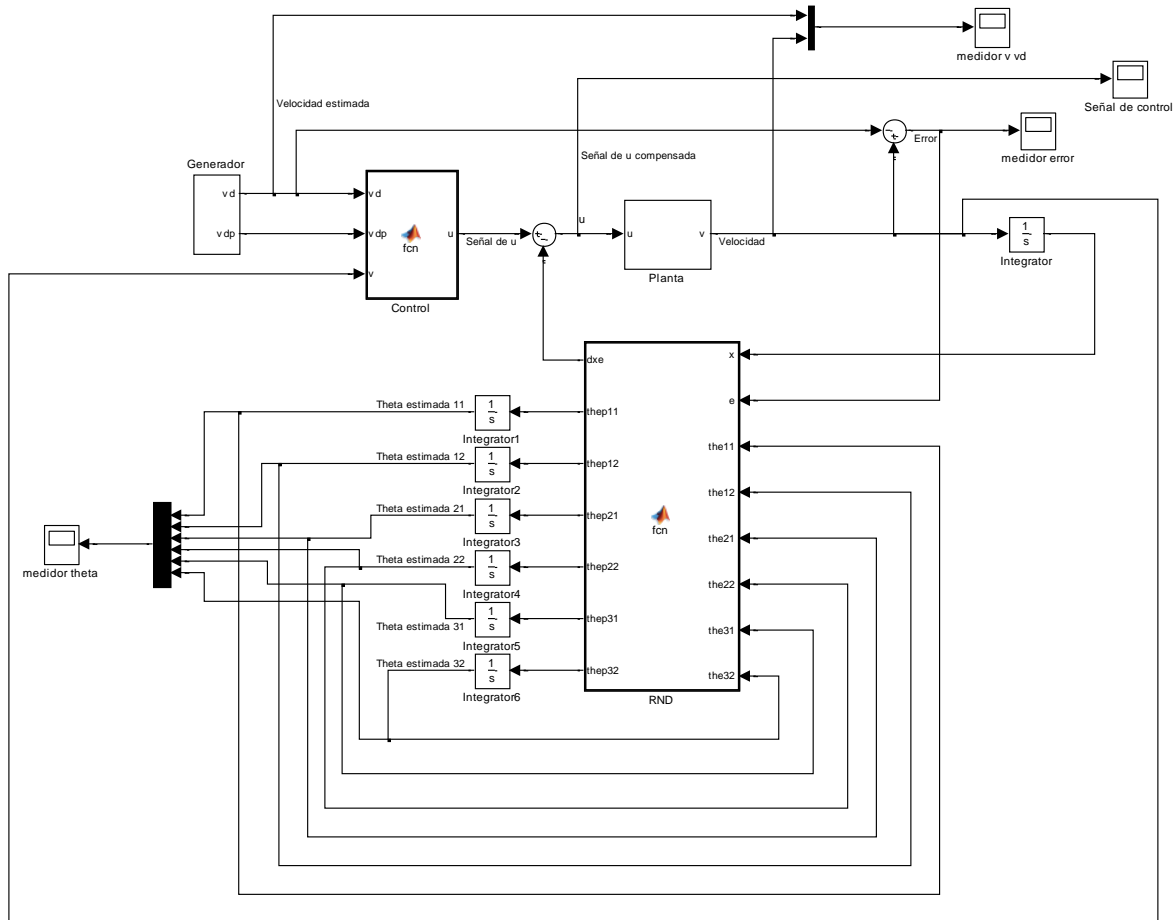 medidor v vd
Velocidad estimada
Señal de control
Error
medidor error
Generador
vd
vdp
vd
vdp
v
fcn
u
Control
Señal de u
Señal de u compensada
u
u
v
Planta
Velocidad
1
s
Integrator
dxe
thep11
thep12
thep21
thep22
thep31
thep32
x
e
the11
the12
the21
the22
the31
the32
fcn
RND
Theta estimada 11
1
s
Integrator1
Theta estimada 12
1
s
Integrator2
Theta estimada 21
1
s
Integrator3
Theta estimada 22
1
s
Integrator4
Theta estimada 31
1
s
Integrator5
Theta estimada 32
1
s
Integrator6
medidor theta